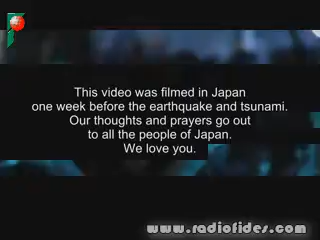 This video was filmed in Japan
one week before the earthquake and tsunami.
Our thoughts and prayers go out
to all the people of Japan.
We love you.
www.radiofides.com